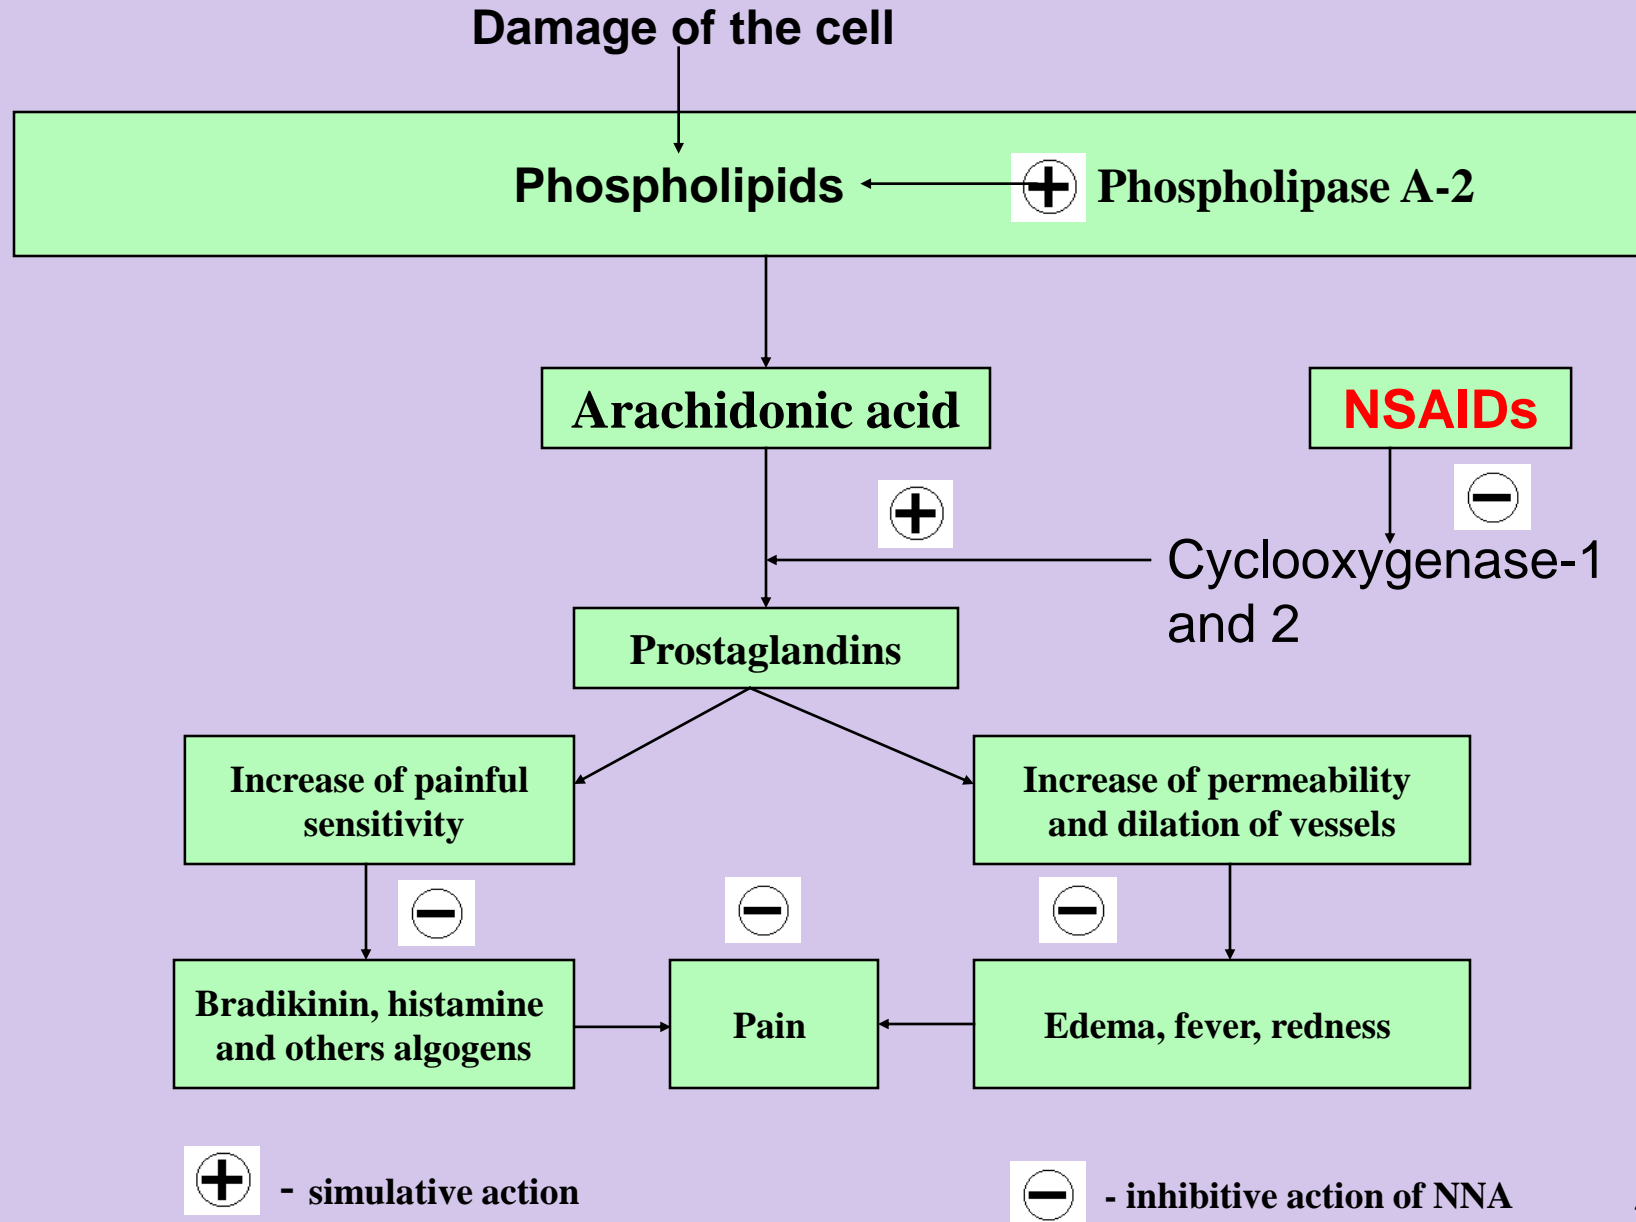 Damage of the cell
Phospholipids
Phospholipase A-2
Arachidonic acid
NSAIDs
Cyclooxygenase-1
and 2
Prostaglandins
Increase of painful
sensitivity
Increase of permeability
and dilation of vessels
Bradikinin, histamine
and others algogens
Pain
Edema, fever, redness
- simulative action
- inhibitive action of NNA